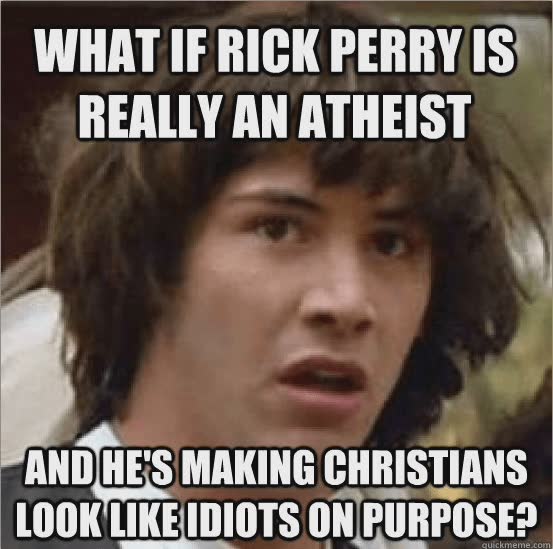 WHAT IF RICK PERRY IS
REALLY AN ATHEIST
AND HE'S MAKING CHRISTIANS
LOOK LIKE IDIOTS ON PURPOSE?
quickmeme.com